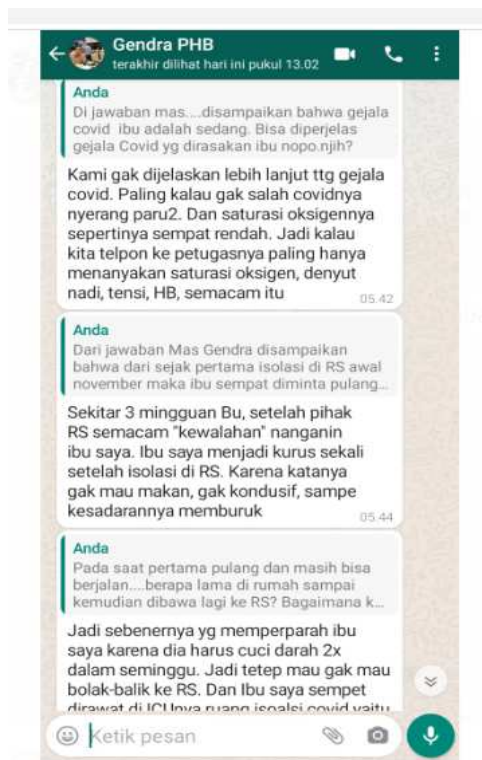 Gendra PHB
terakhir dilihat hari ini pukul 13.02
Anda
Di jawaban mas....disampaikan bahwa gejala
covid ibu adalah sedang. Bisa diperjelas
gejala Covid yg dirasakan ibu nopo.njih?
Kami gak dijelaskan lebih lanjut ttg gejala
covid. Paling kalau gak salah covidnya
nyerang paru2. Dan saturasi oksigennya
sepertinya sempat rendah. Jadi kalau
kita telpon ke petugasnya paling hanya
menanyakan saturasi oksigen, denyut
nadi, tensi, HB, semacam itu
05.42
Anda
Dari jawaban Mas Gendra disampaikan
bahwa dari sejak pertama isolasi di RS awal
november maka ibu sempat diminta pulang...
Sekitar 3 mingguan Bu, setelah pihak
RS semacam "kewalahan" nanganin
ibu saya. Ibu saya menjadi kurus sekali
setelah isolasi di RS. Karena katanya
gak mau makan, gak kondusif, sampe
kesadarannya memburuk
05.44
Anda
Pada saat pertama pulang dan masih bisa
berjalan....berapa lama di rumah sampai
kemudian dibawa lagi ke RS? Bagaimana k...
Jadi sebenernya yg memperparah ibu
saya karena dia harus cuci darah 2x
dalam seminggu. Jadi tetep mau gak mau
bolak-balik ke RS. Dan Ibu saya sempet
dirawat di ICUnya ruang isoalsi covid yaitu
Ketik pesan